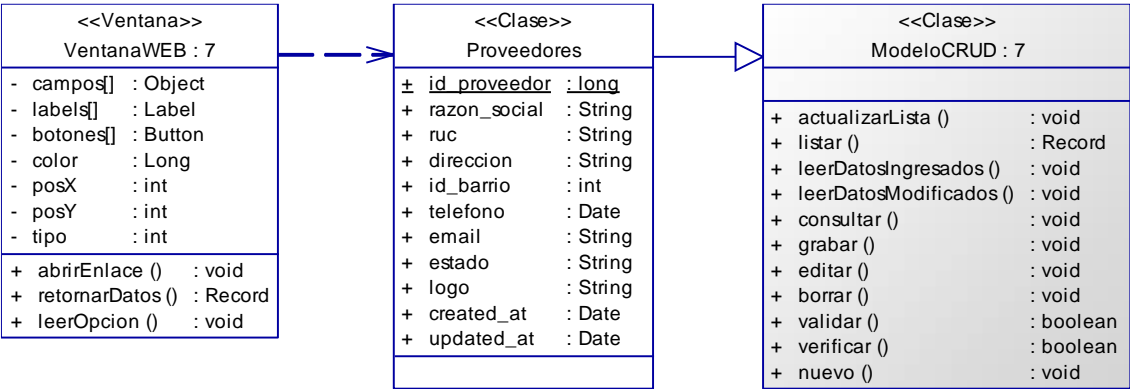 <<Ventana>>
VentanaWEB : 7
- campos[] : Object
- labels[] : Label
- botones[] : Button
- color : Long
- posX : int
- posY : int
- tipo : int
+ abrirEnlace () : void
+ retornarDatos () : Record
+ leerOpcion () : void
<<Clase>>
Proveedores
+ id_proveedor : long
+ razon_social : String
+ ruc : String
+ direccion : String
+ id_barrio : int
+ telefono : Date
+ email : String
+ estado : String
+ logo : String
+ created_at : Date
+ updated_at : Date
<<Clase>>
ModeloCRUD : 7
+ actualizarLista () : void
+ listar () : Record
+ leerDatosIngresados () : void
+ leerDatosModificados () : void
+ consultar () : void
+ grabar () : void
+ editar () : void
+ borrar () : void
+ validar () : boolean
+ verificar () : boolean
+ nuevo () : void